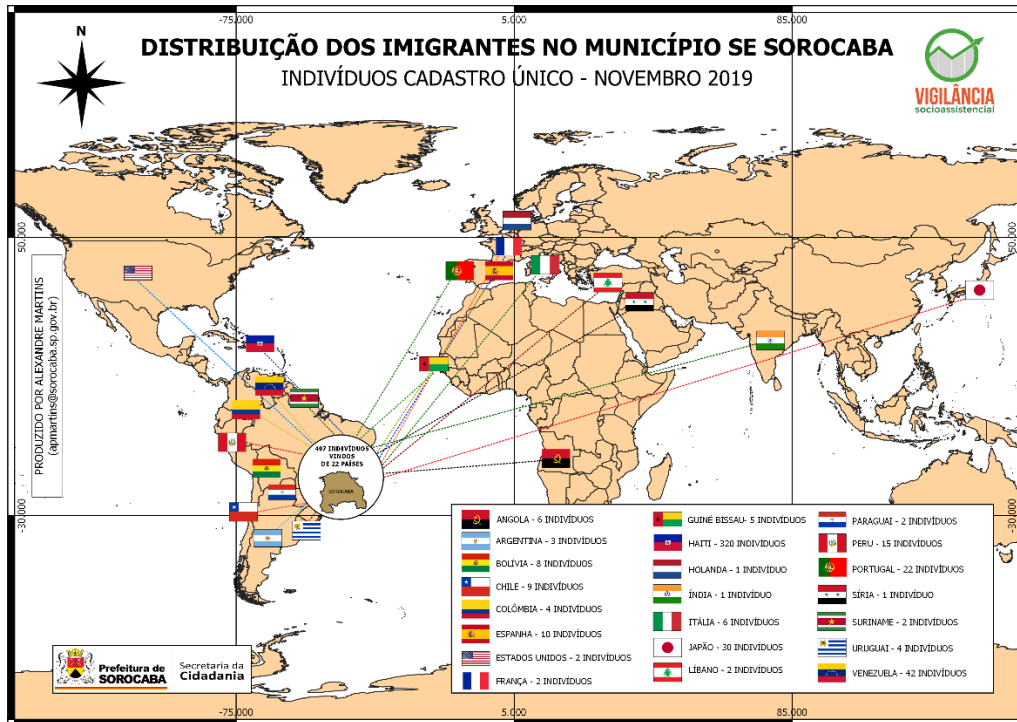 -75.000 5.000 85.000
N
DISTRIBUIÇÃO DOS IMIGRANTES NO MUNICÍPIO SE SOROCABA
INDIVÍDUOS CADASTRO ÚNICO - NOVEMBRO 2019
VIGILÂNCIA
socioassistencial
50.000
50.000
PRODUZIDO POR ALEXANDRE MARTINS
(apmartins@sorocaba.sp.gov.br)
497 INDIVÍDUOS
VINDOS
DE 22 PAÍSES
SOROCABA
-30.000
-30.000
ANGOLA - 6 INDIVÍDUOS
ARGENTINA - 3 INDIVÍDUOS
BOLÍVIA - 8 INDIVÍDUOS
CHILE - 9 INDIVÍDUOS
COLÔMBIA - 4 INDIVÍDUOS
ESPANHA - 10 INDIVÍDUOS
ESTADOS UNIDOS - 2 INDIVÍDUOS
FRANÇA - 2 INDIVÍDUOS
GUINÉ BISSAU- 5 INDIVÍDUOS
HAITI - 320 INDIVÍDUOS
HOLANDA - 1 INDIVÍDUO
ÍNDIA - 1 INDIVÍDUO
ITÁLIA - 6 INDIVÍDUOS
JAPÃO - 30 INDIVÍDUOS
LÍBANO - 2 INDIVÍDUOS
PARAGUAI - 2 INDIVÍDUOS
PERU - 15 INDIVÍDUOS
PORTUGAL - 22 INDIVÍDUOS
SÍRIA - 1 INDIVÍDUO
SURINAME - 2 INDIVÍDUOS
URUGUAI - 4 INDIVÍDUOS
VENEZUELA - 42 INDIVÍDUOS
Prefeitura de
SOROCABA
Secretaria da
Cidadania
-75.000 5.000 85.000